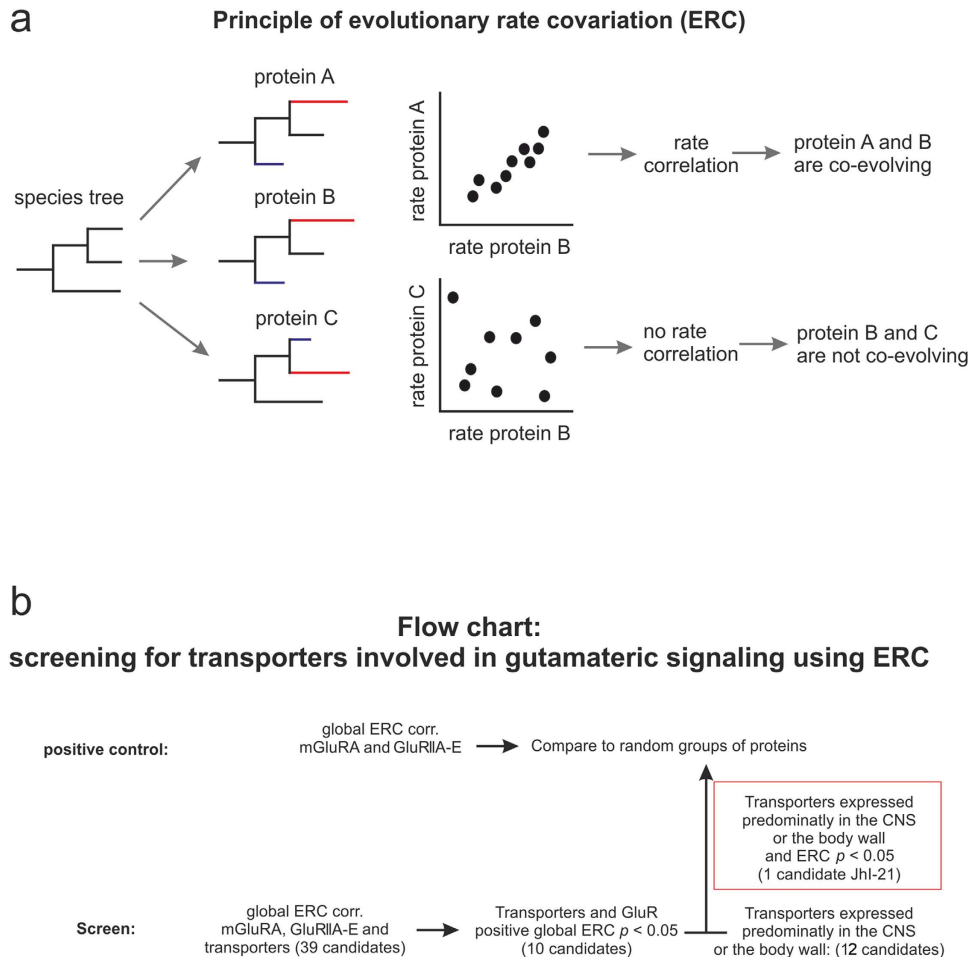 a
Principle of evolutionary rate covariation (ERC)
species tree
protein A
protein B
protein C
rate protein A
rate protein B
rate
correlation
protein A and B
are co-evolving
rate protein C
rate protein B
no rate
correlation
protein B and C
are not co-evolving
b
Flow chart:
screening for transporters involved in gutamateric signaling using ERC
positive control:
global ERC corr.
mGluRA and GluRIIA-E
Compare to random groups of proteins
Transporters expressed
predominatly in the CNS
or the body wall
and ERC p < 0.05
(1 candidate JhI-21)
Screen:
global ERC corr.
mGluRA, GluRIIA-E and
transporters (39 candidates)
Transporters and GluR
positive global ERC p < 0.05
(10 candidates)
Transporters expressed
predominatly in the CNS
or the body wall: (12 candidates)